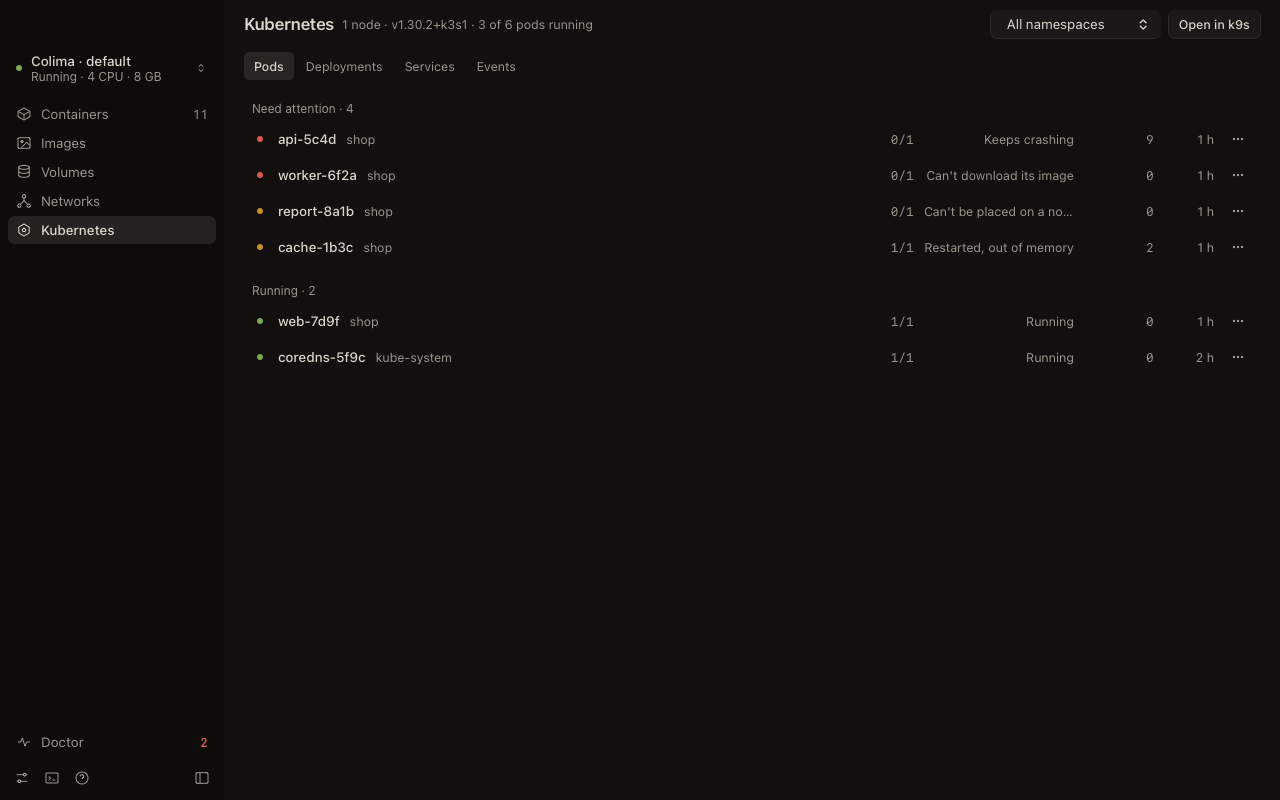 Kubernetes 1 node · v1.30.2+k3s1 · 3 of 6 pods running All namespaces Open in k9s
Colima · default
Running · 4 CPU · 8 GB
Containers 11
Images
Volumes
Networks
Kubernetes
Doctor 2
Pods Deployments Services Events
Need attention · 4
api-5c4d shop 0/1 Keeps crashing 9 1 h
worker-6f2a shop 0/1 Can't download its image 0 1 h
report-8a1b shop 0/1 Can't be placed on a no... 0 1 h
cache-1b3c shop 1/1 Restarted, out of memory 2 1 h
Running · 2
web-7d9f shop 1/1 Running 0 1 h
coredns-5f9c kube-system 1/1 Running 0 2 h